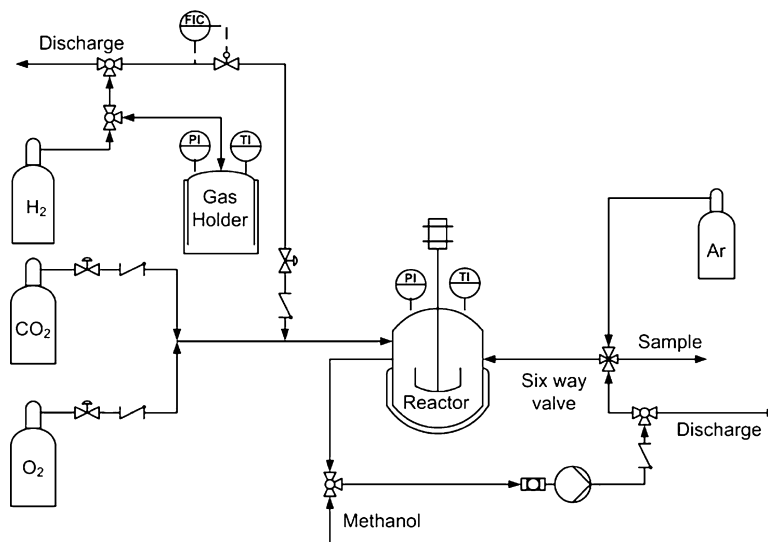 FIC
Discharge
PI
TI
H₂
Gas
Holder
CO₂
Ar
PI
TI
Sample
Reactor
Six way
valve
Discharge
O₂
Methanol